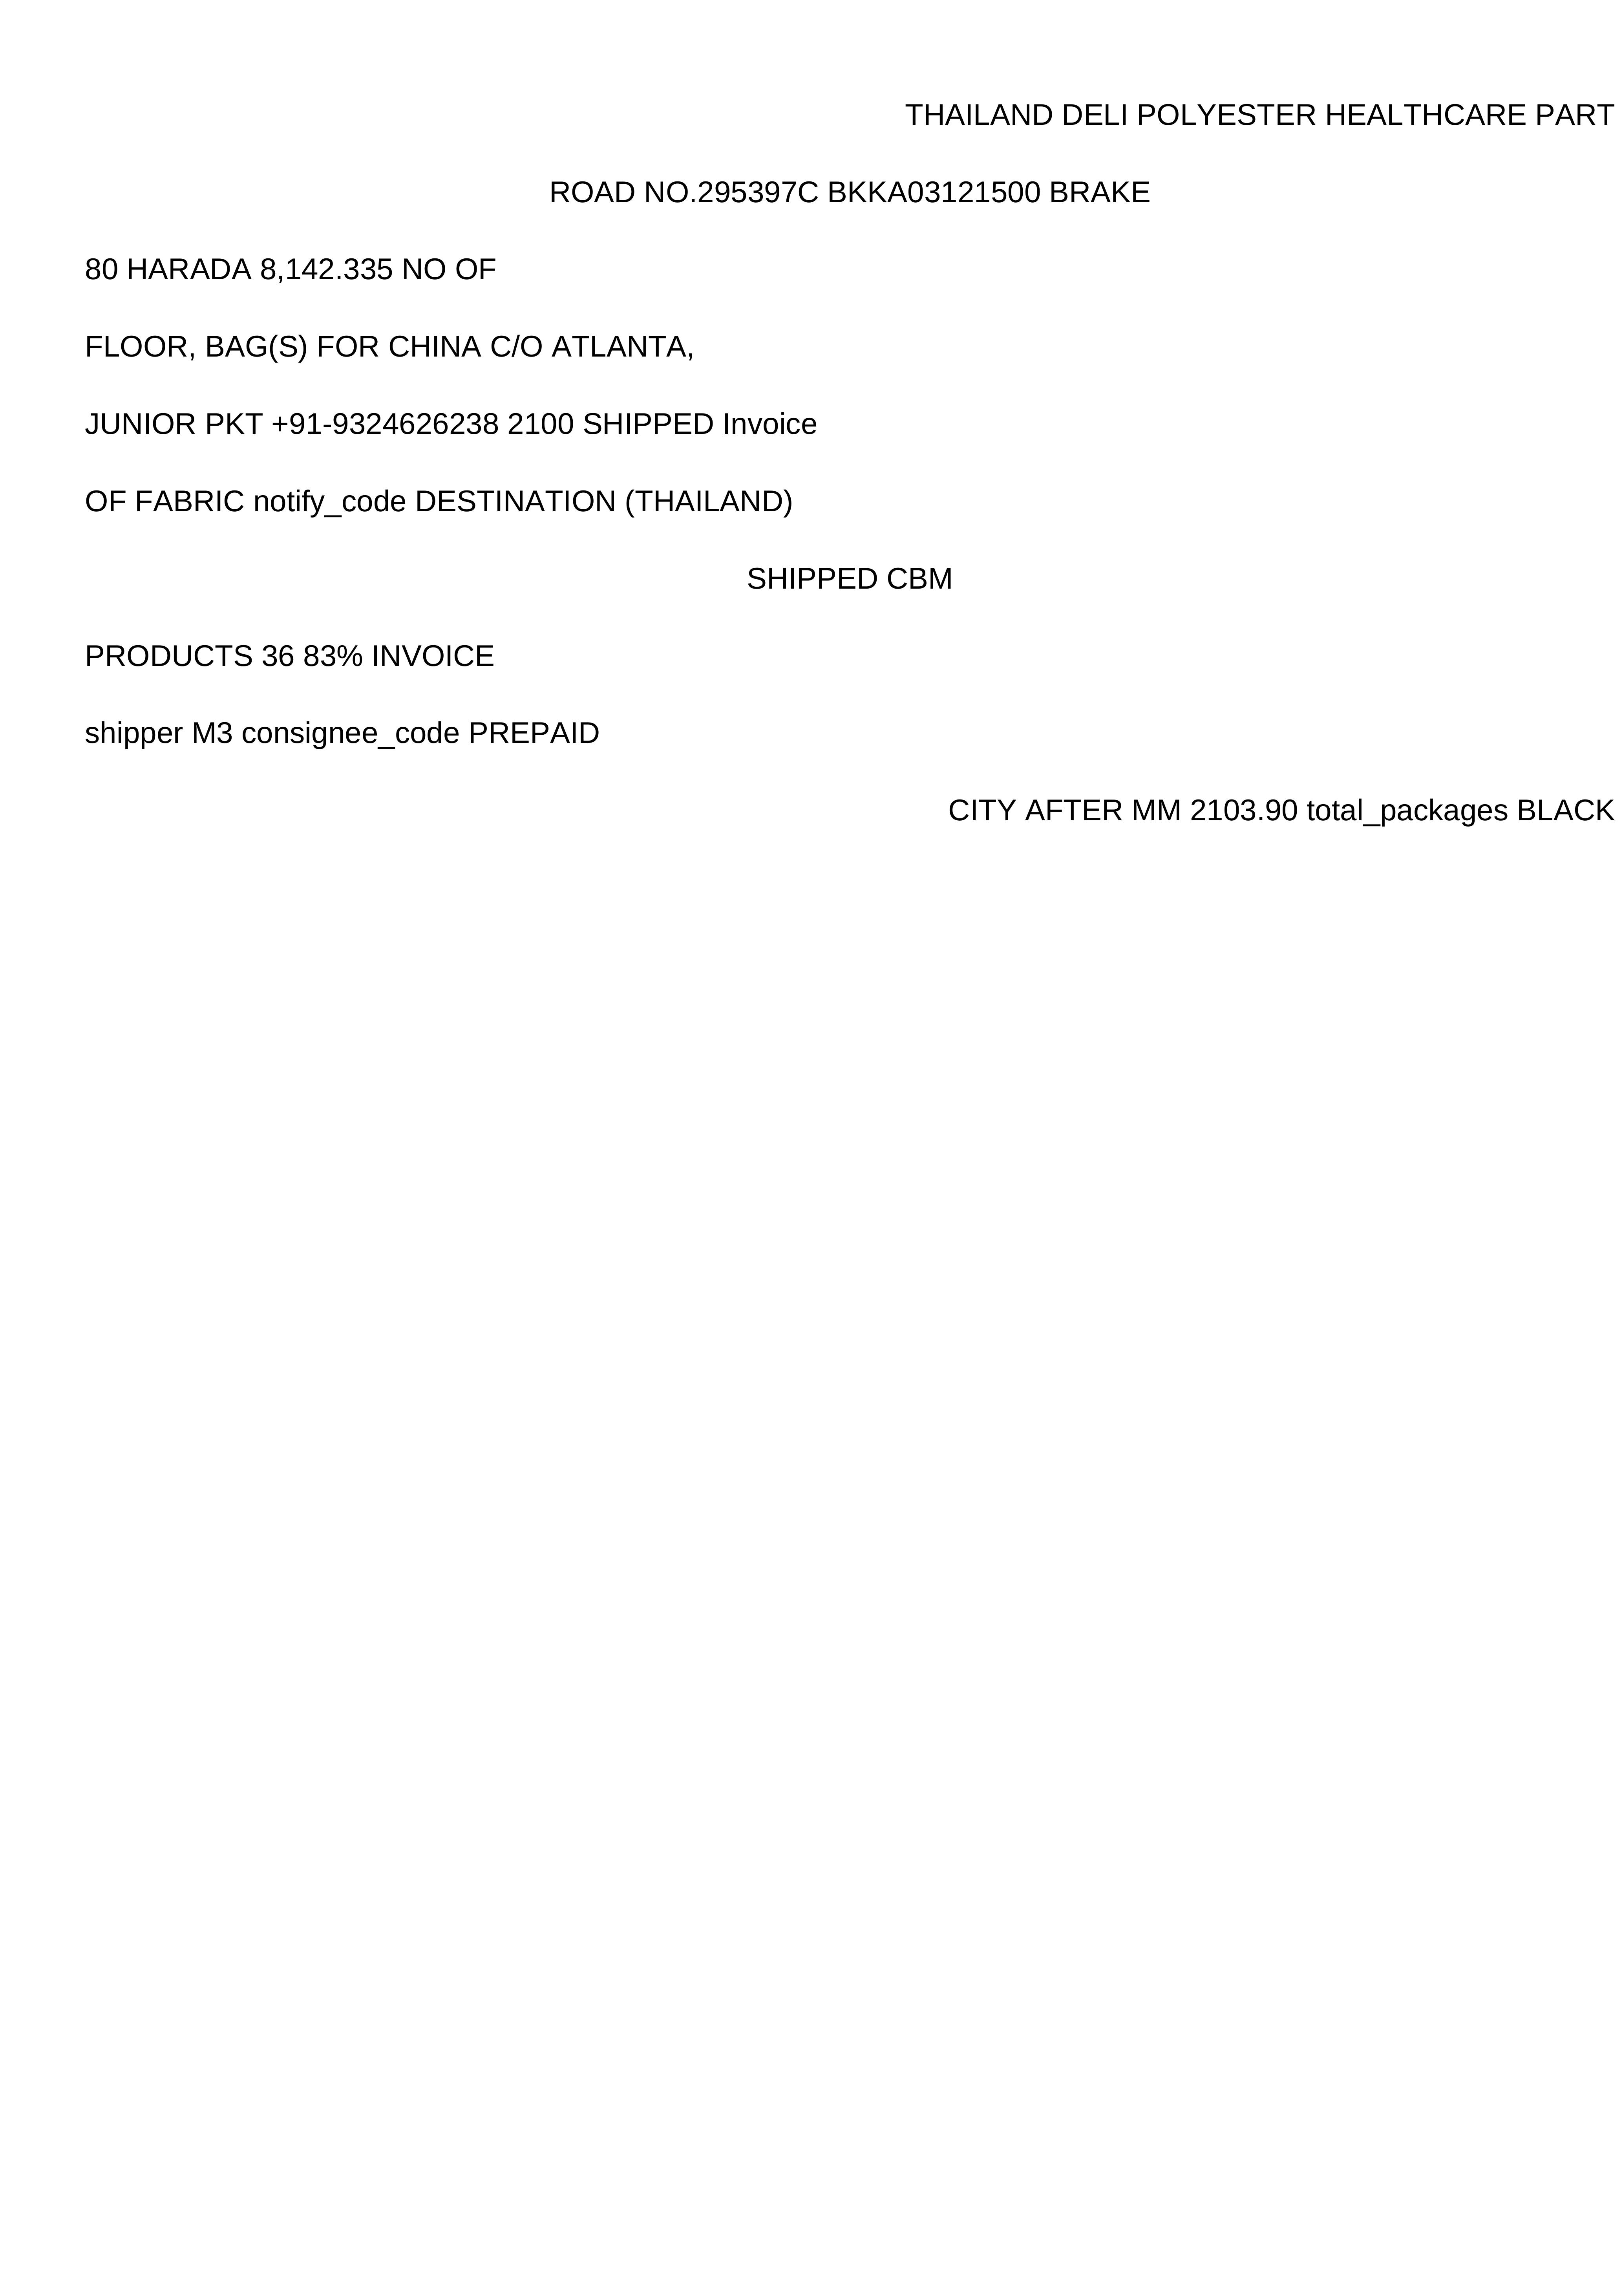 THAILAND DELI POLYESTER HEALTHCARE PART
ROAD NO.295397C BKKA03121500 BRAKE
80 HARADA 8,142.335 NO OF
FLOOR, BAG(S) FOR CHINA C/O ATLANTA,
JUNIOR PKT +91-9324626238 2100 SHIPPED Invoice
OF FABRIC notify_code DESTINATION (THAILAND)
SHIPPED CBM
PRODUCTS 36 83% INVOICE
shipper M3 consignee_code PREPAID
CITY AFTER MM 2103.90 total_packages BLACK